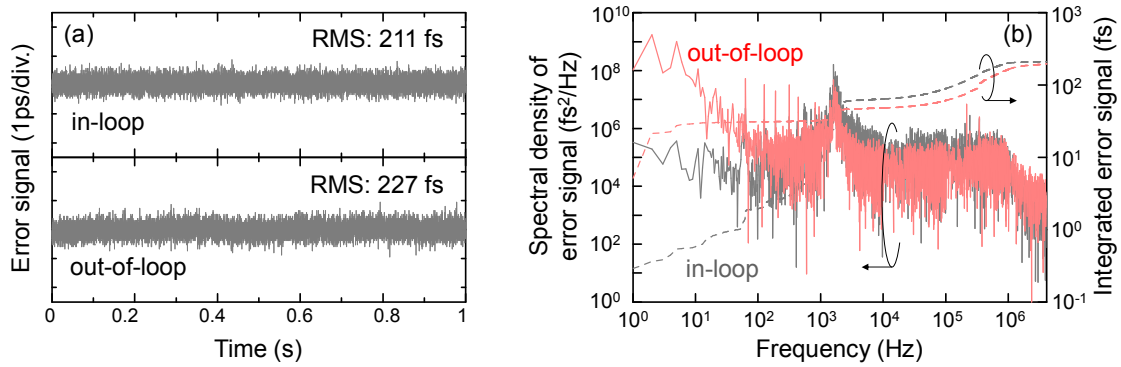 (a)
RMS: 211 fs
in-loop
RMS: 227 fs
out-of-loop
Error signal (1ps/div.)
0 0.2 0.4 0.6 0.8 1
Time (s)
(b)
out-of-loop
in-loop
Spectral density of
error signal (fs²/Hz)
10¹⁰
10⁸
10⁶
10⁴
10²
10⁰
10⁰ 10¹ 10² 10³ 10⁴ 10⁵ 10⁶
Frequency (Hz)
10³
10²
10¹
10⁰
10⁻¹
Integrated error signal (fs)